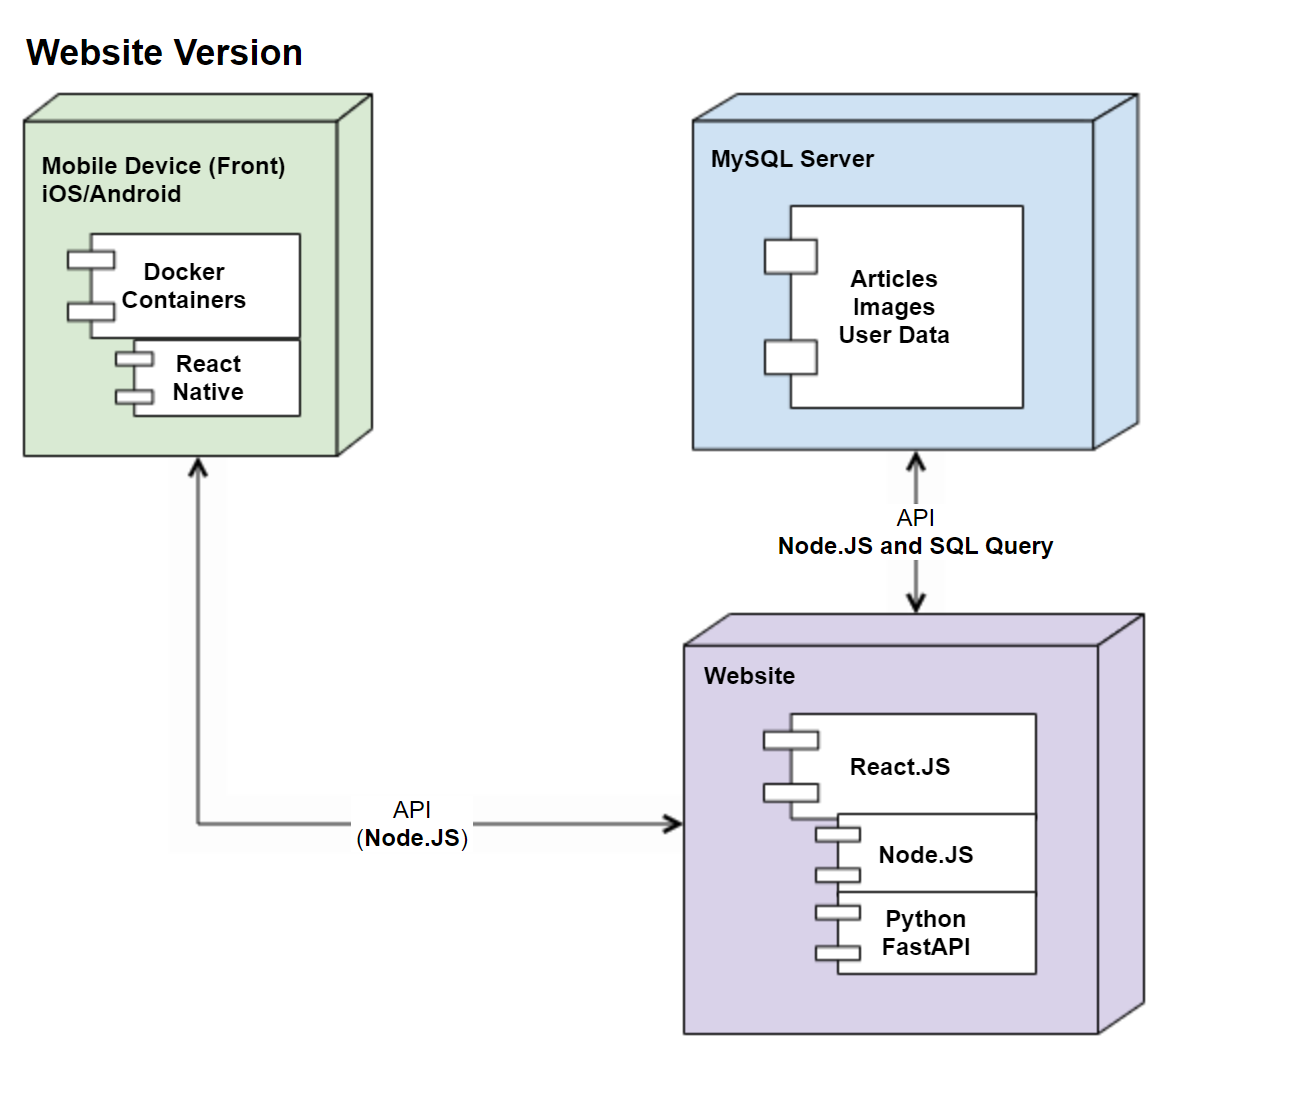 Website Version
Mobile Device (Front)
iOS/Android
Docker
Containers
React
Native
MySQL Server
Articles
Images
User Data
API
Node.JS and SQL Query
Website
React.JS
Node.JS
Python
FastAPI
API
(Node.JS)